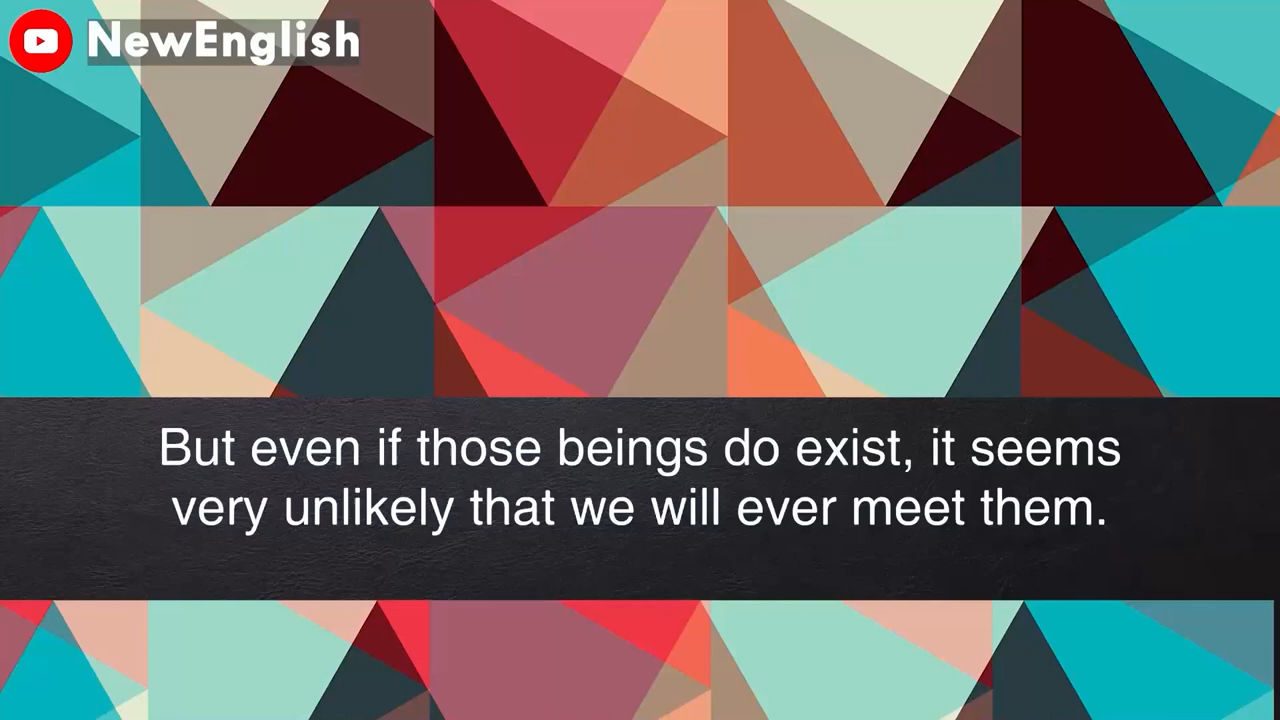 NewEnglish
But even if those beings do exist, it seems
very unlikely that we will ever meet them.